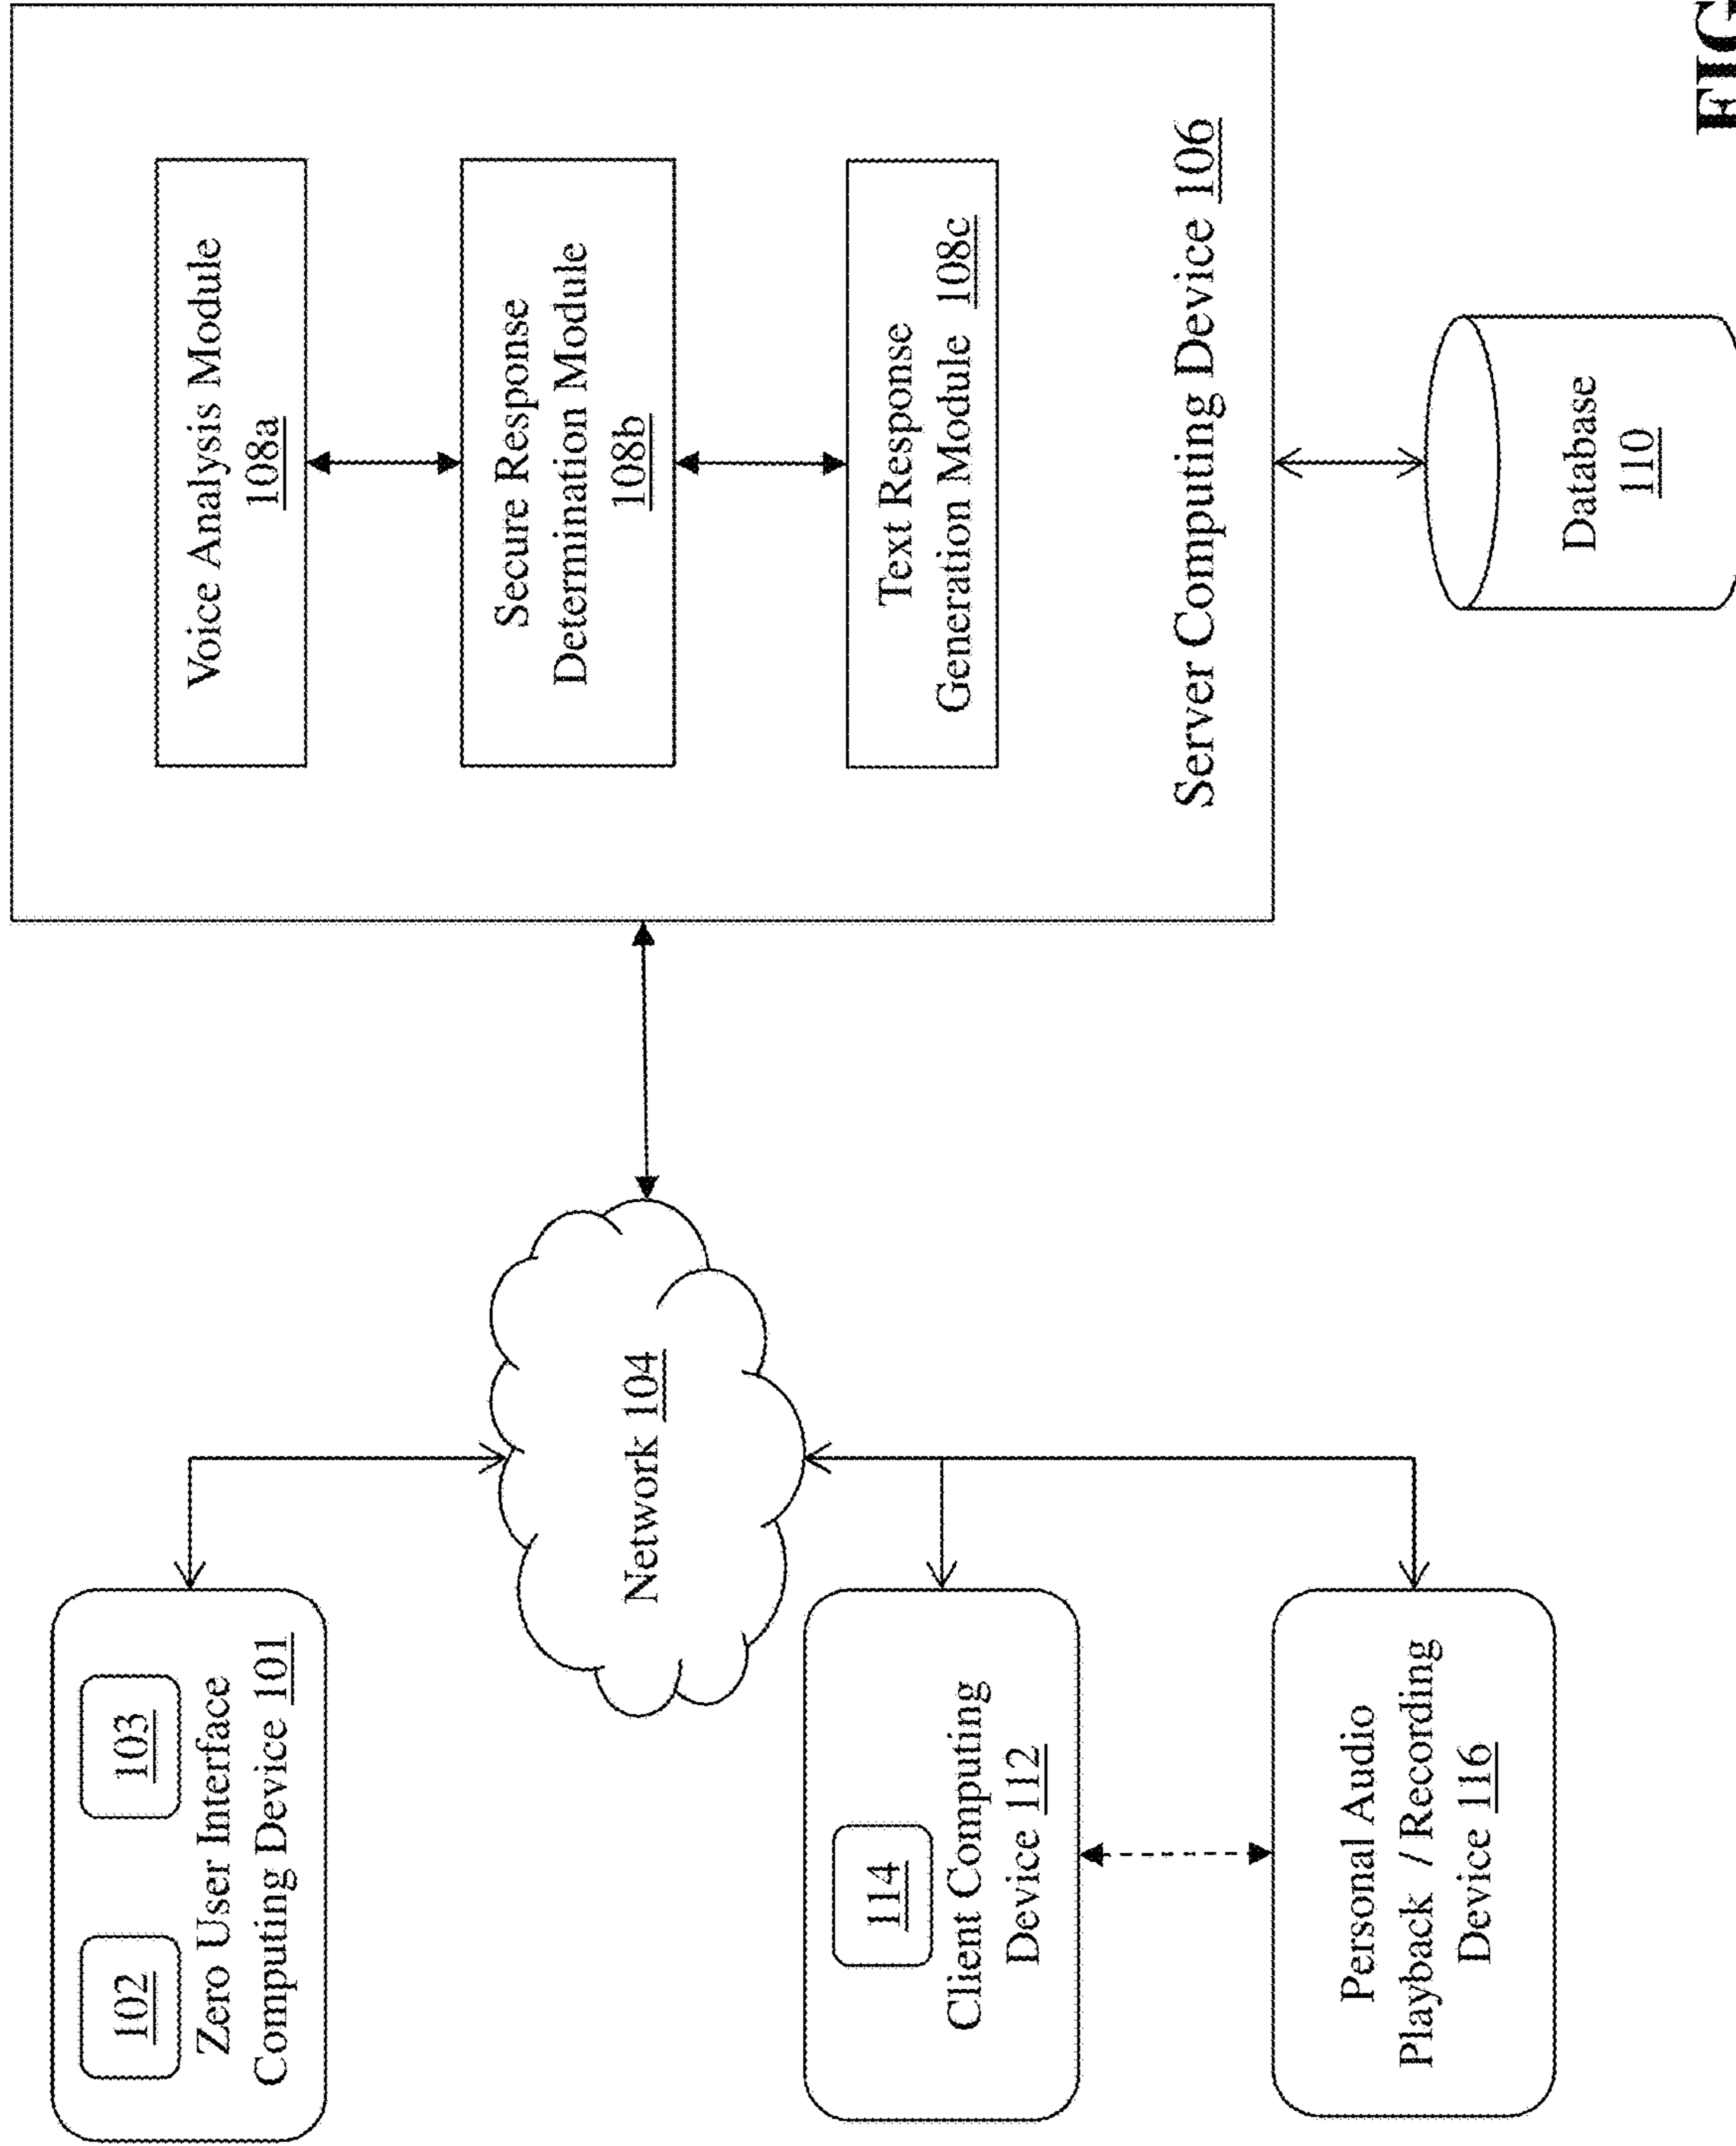 102
103
Zero User Interface
Computing Device 101
114
Client Computing
Device 112
Personal Audio
Playback / Recording
Device 116
Network 104
Voice Analysis Module
108a
Secure Response
Determination Module
108b
Text Response
Generation Module 108c
Server Computing Device 106
Database
110
FIG